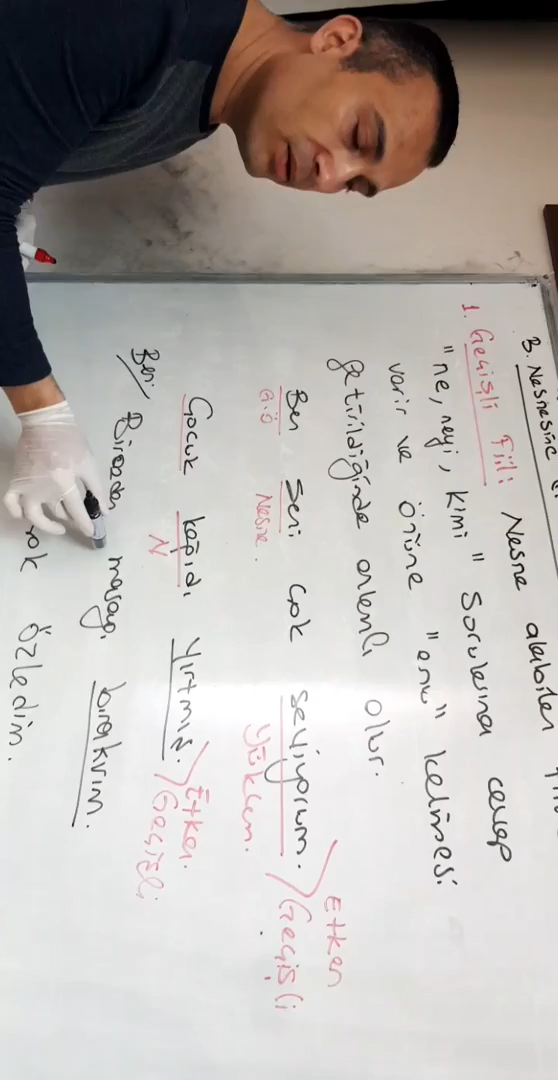 B. Nesnesine
1. Geçişli Fiil: Nesne alabilen
"ne, neyi, kimi" sorularına cevap
verir ve önüne "onu" kelimesi
getirildiğinde anlamlı olur.
Ben seni çok seviyorum. > Etken Geçişli
Nesne. Yüklem.
Çocuk kağıdı yırtmış. > Etken. Geçişli
N
Ben/ Birazdan masayı bırakırım.
çok özledim.